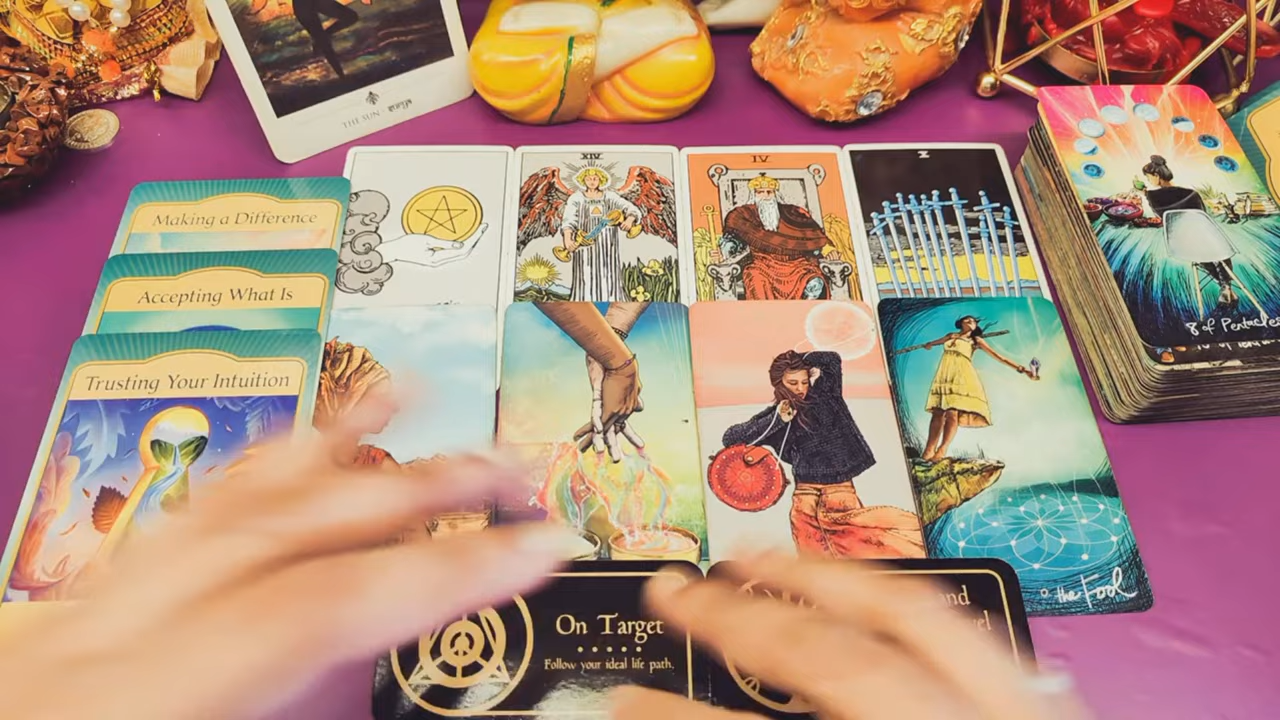 THE SUN
XIV
IV
X
Making a Difference
Accepting What Is
Trusting Your Intuition
8 of Pentacles
On Target
Follow your ideal life path.
the Fool